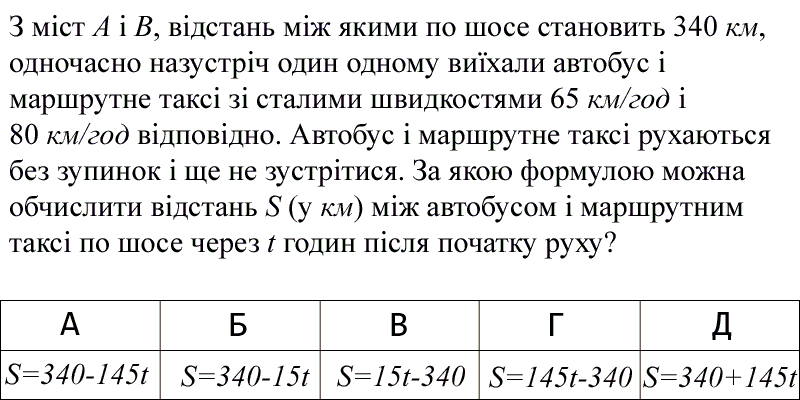 З міст A і B, відстань між якими по шосе становить 340 км,
одночасно назустріч один одному виїхали автобус і
маршрутне таксі зі сталими швидкостями 65 км/год і
80 км/год відповідно. Автобус і маршрутне таксі рухаються
без зупинок і ще не зустрітися. За якою формулою можна
обчислити відстань S (у км) між автобусом і маршрутним
таксі по шосе через t годин після початку руху?
А Б В Г Д
S=340-145t S=340-15t S=15t-340 S=145t-340 S=340+145t